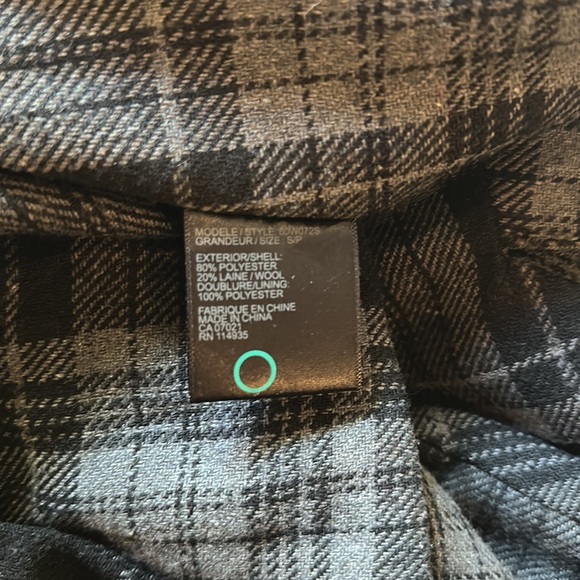 MODELE / STYLE 60W072S
GRANDEUR / SIZE S/P
EXTERIOR/SHELL:
80% POLYESTER
20% LAINE / WOOL
DOUBLURE/LINING:
100% POLYESTER
FABRIQUE EN CHINE
MADE IN CHINA
CA 07021
RN 114935